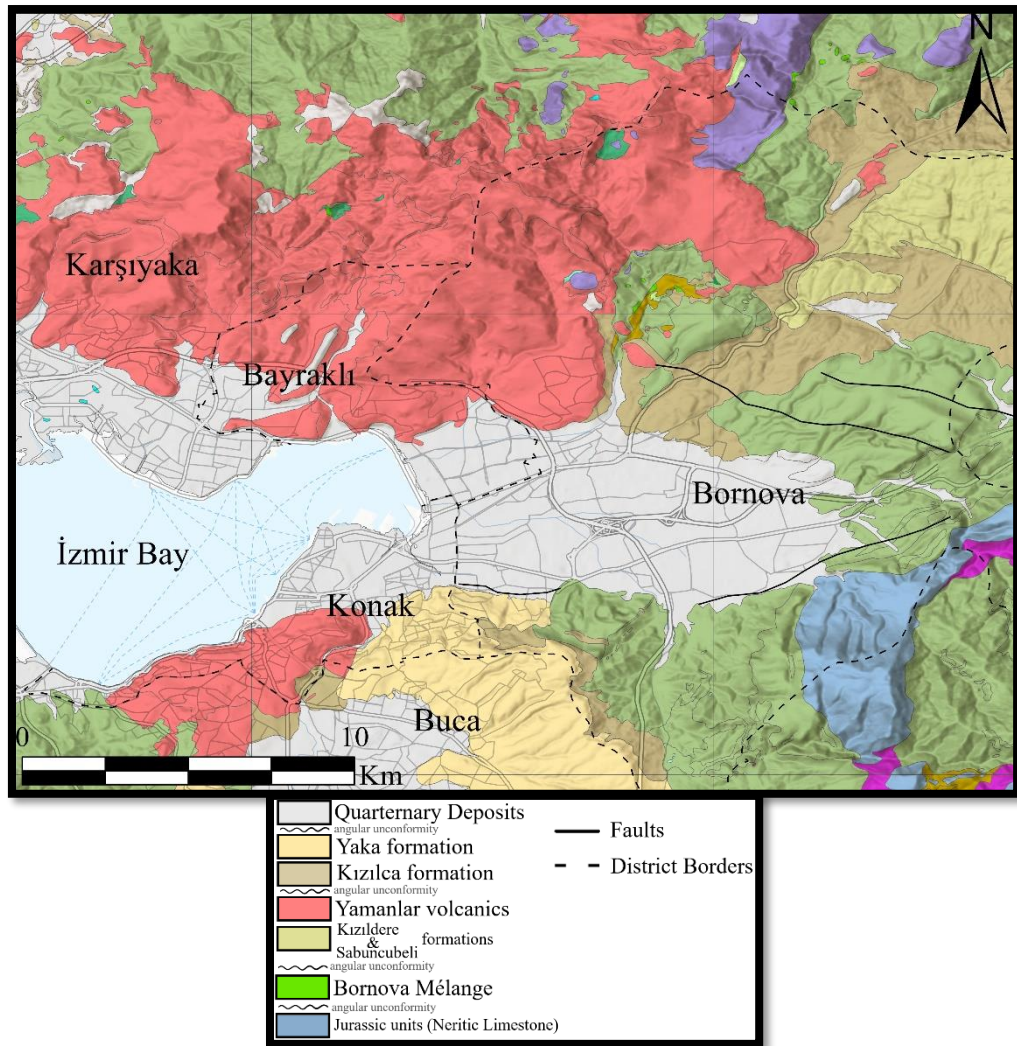 N
Karşıyaka
Bayraklı
Bornova
İzmir Bay
Konak
Buca
0 10
Km
Quarternary Deposits
angular unconformity
Yaka formation
Kızılca formation
angular unconformity
Yamanlar volcanics
Kızıldere
& formations
Sabuncubeli
angular unconformity
Bornova Mélange
angular unconformity
Jurassic units (Neritic Limestone)
Faults
District Borders